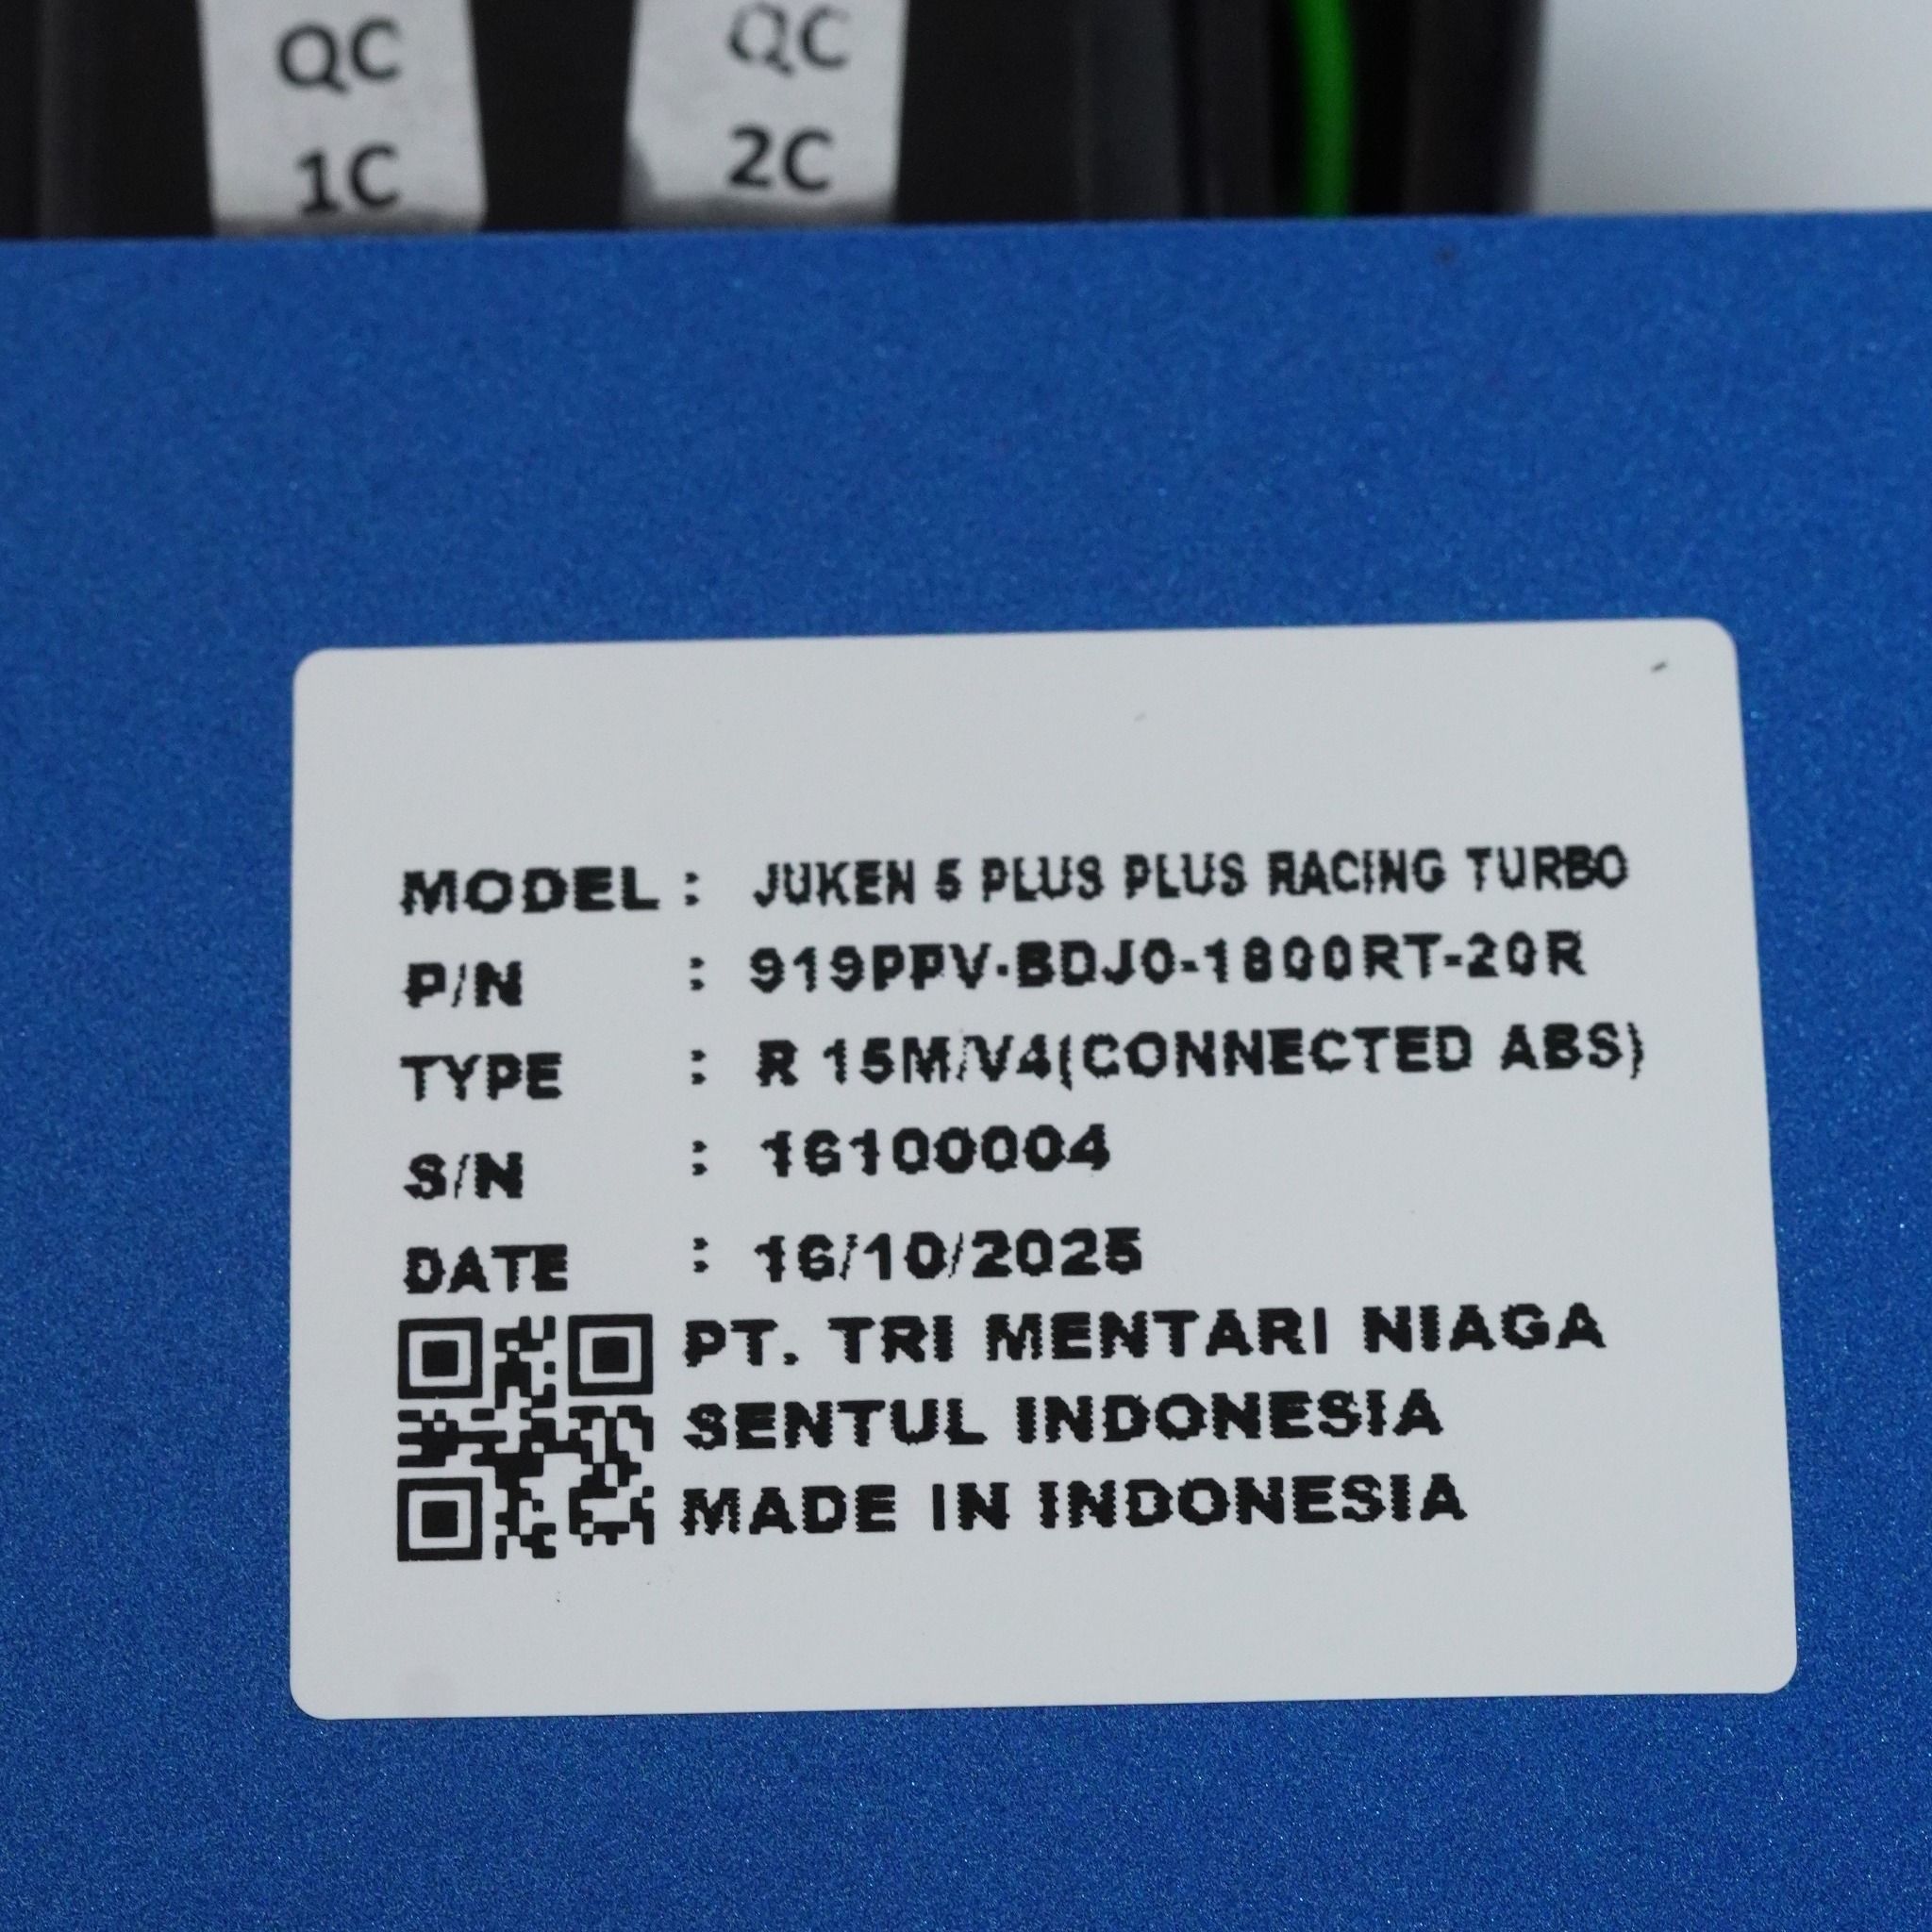 QC
1C
QC
2C
MODEL : JUKEN 5 PLUS PLUS RACING TURBO
P/N : 919PPV-BDJ0-1800RT-20R
TYPE : R 15M/V4(CONNECTED ABS)
S/N : 16100004
DATE : 16/10/2025
PT. TRI MENTARI NIAGA
SENTUL INDONESIA
MADE IN INDONESIA